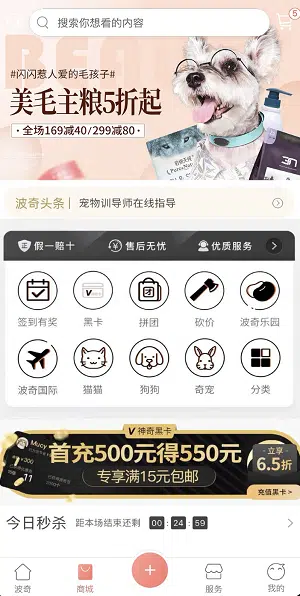 搜索你想看的内容
5
#闪闪惹人爱的毛孩子#
美毛主粮5折起
·全场169减40/299减80·
波奇头条
宠物训导师在线指导
假一赔十
售后无忧
优质服务
签到有奖
黑卡
拼团
砍价
波奇乐园
波奇国际
猫猫
狗狗
奇宠
分类
V 神奇黑卡
Mucy
×300
11
首充500元得550元
专享满15元包邮
立享
6.5折
充值黑卡>
今日秒杀
距本场结束还剩
00 : 24 : 59
波奇
商城
服务
我的